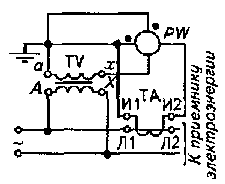 PW
TV
a
x
A
X
TA
И1
И2
Л1
Л2
~
К приемнику
электроэнергии